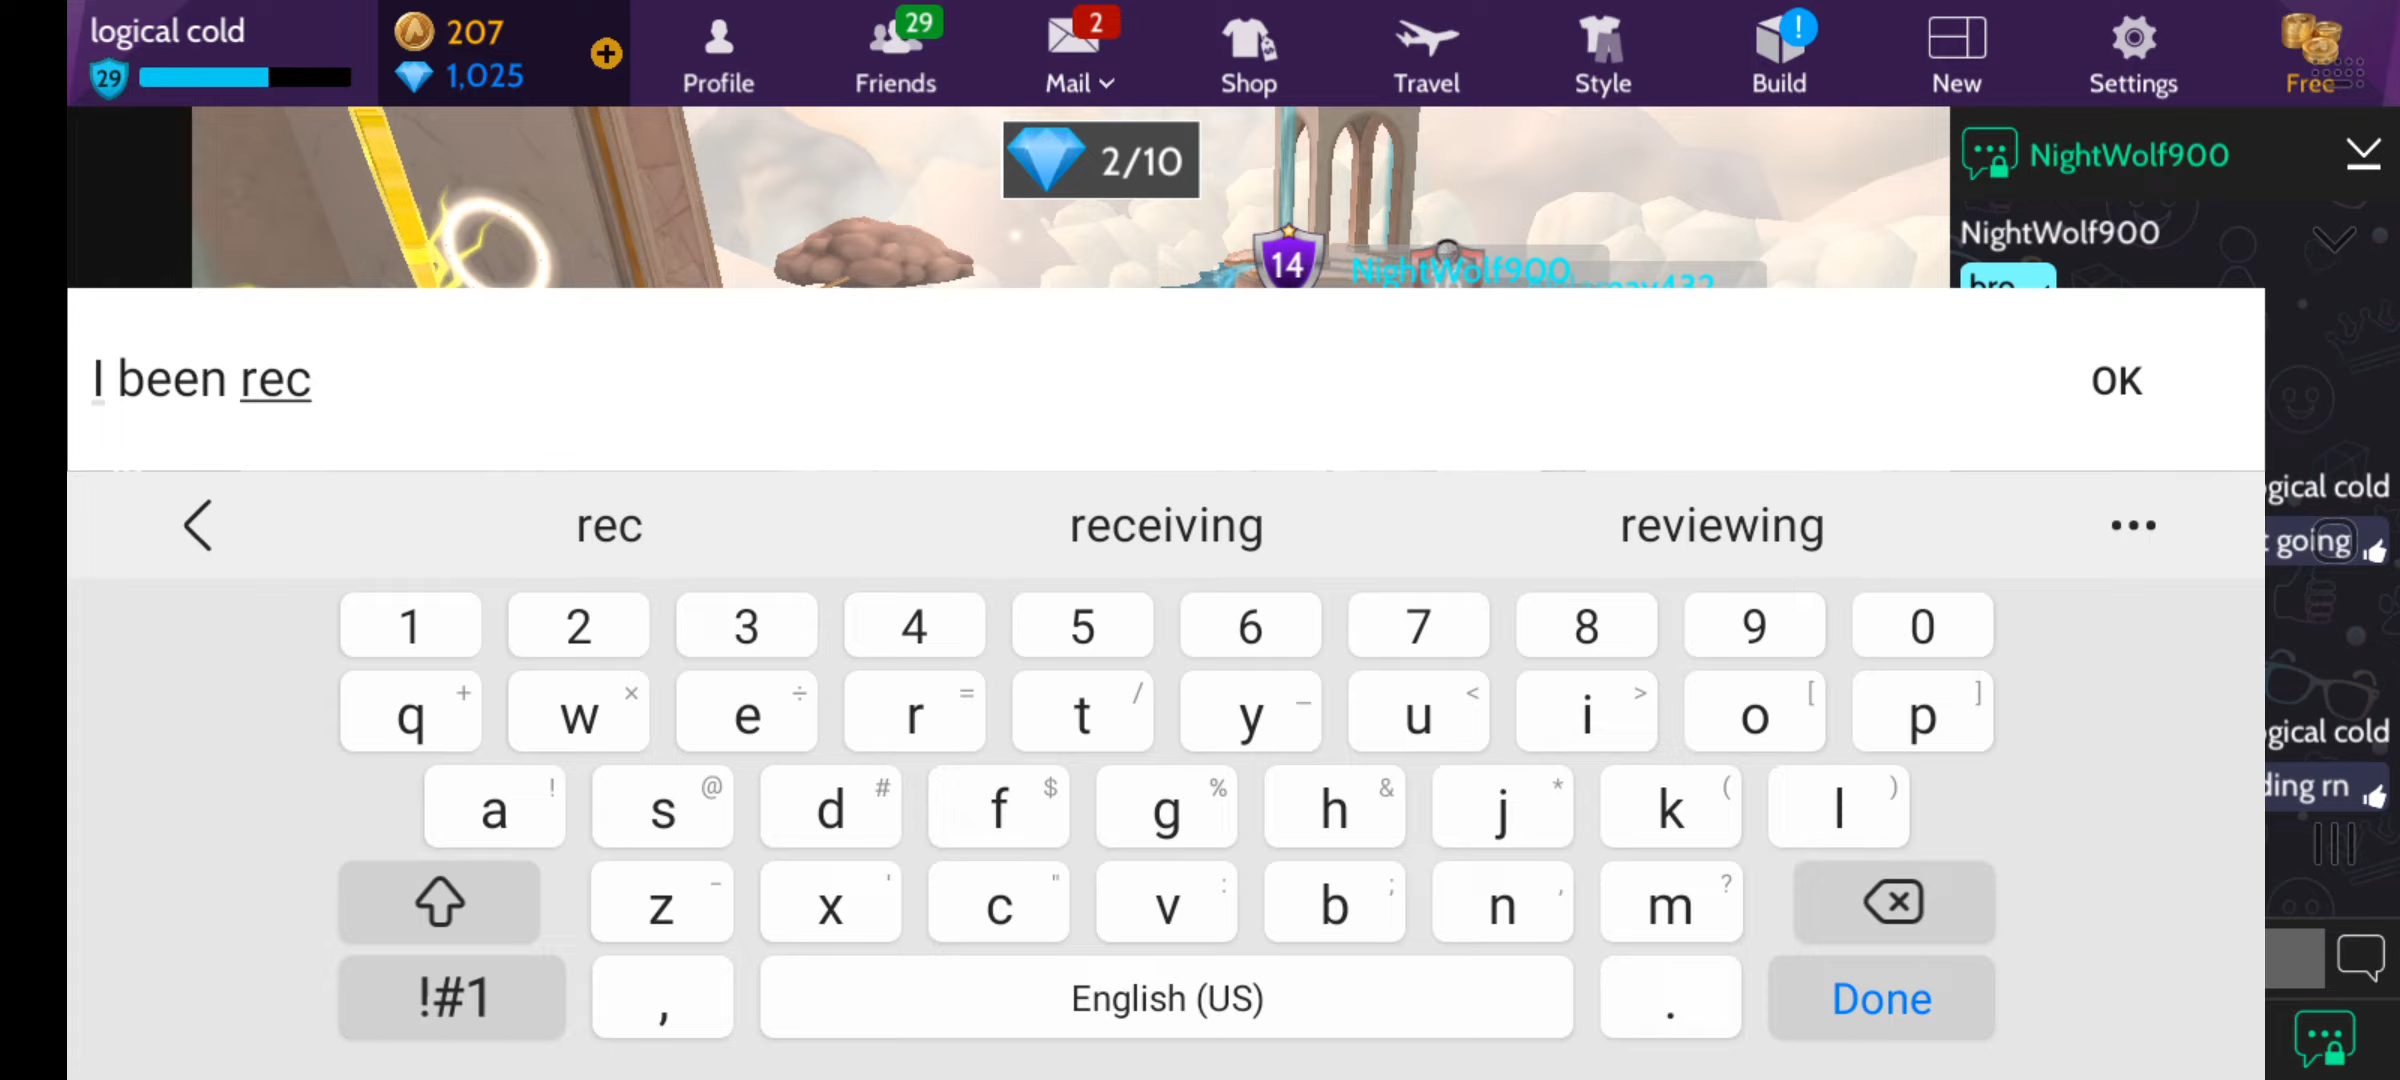 logical cold
29
207
1,025
Profile
29
Friends
2
Mail
Shop
Travel
Style
!
Build
New
Settings
Free
2/10
NightWolf900
NightWolf900
bro
14
NightWolf900
I been rec
OK
gical cold
going
rec
receiving
reviewing
1 2 3 4 5 6 7 8 9 0
q + w × e ÷ r = t / y _ u < i > o [ p ]
gical cold
ding rn
a ! s @ d # f $ g % h & j * k ( l )
z - x ' c " v : b ; n , m ?
!#1 , English (US) . Done